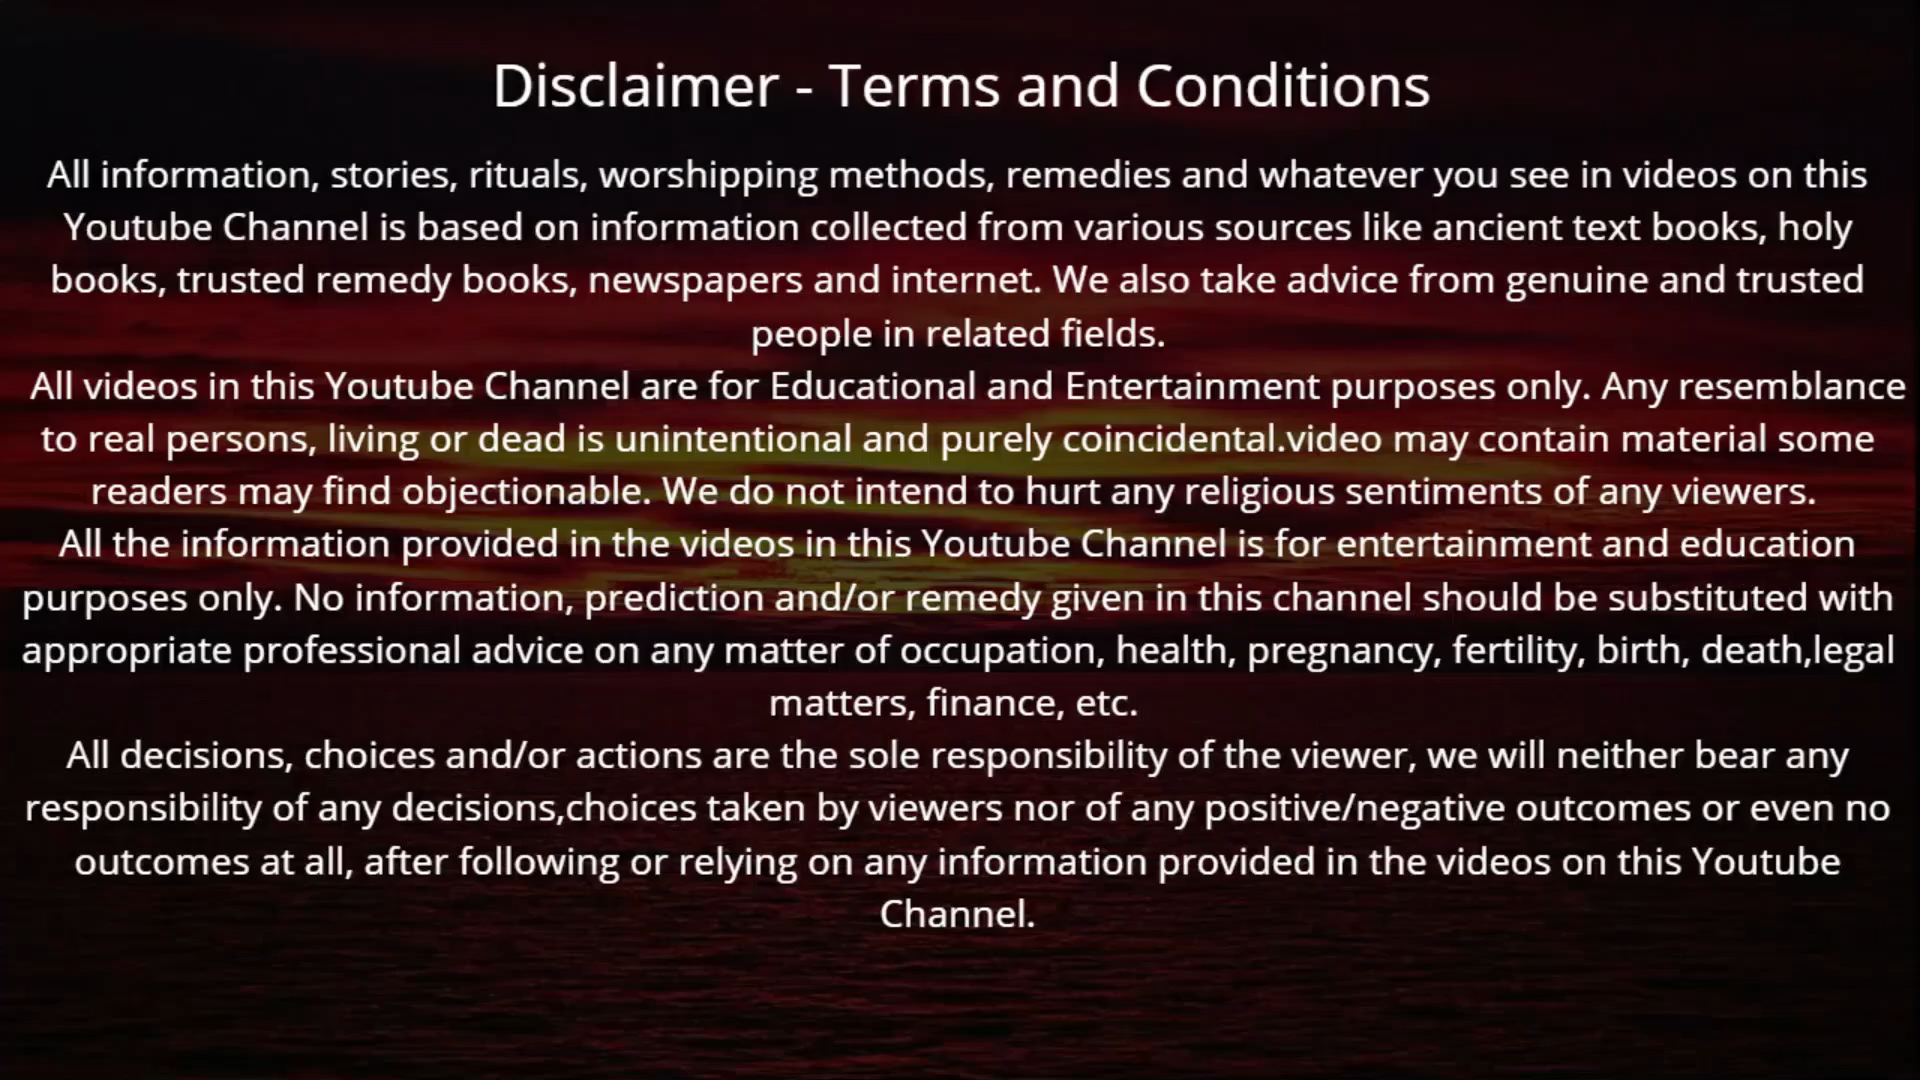 Disclaimer - Terms and Conditions
All information, stories, rituals, worshipping methods, remedies and whatever you see in videos on this
Youtube Channel is based on information collected from various sources like ancient text books, holy
books, trusted remedy books, newspapers and internet. We also take advice from genuine and trusted
people in related fields.
All videos in this Youtube Channel are for Educational and Entertainment purposes only. Any resemblance
to real persons, living or dead is unintentional and purely coincidental.video may contain material some
readers may find objectionable. We do not intend to hurt any religious sentiments of any viewers.
All the information provided in the videos in this Youtube Channel is for entertainment and education
purposes only. No information, prediction and/or remedy given in this channel should be substituted with
appropriate professional advice on any matter of occupation, health, pregnancy, fertility, birth, death,legal
matters, finance, etc.
All decisions, choices and/or actions are the sole responsibility of the viewer, we will neither bear any
responsibility of any decisions,choices taken by viewers nor of any positive/negative outcomes or even no
outcomes at all, after following or relying on any information provided in the videos on this Youtube
Channel.